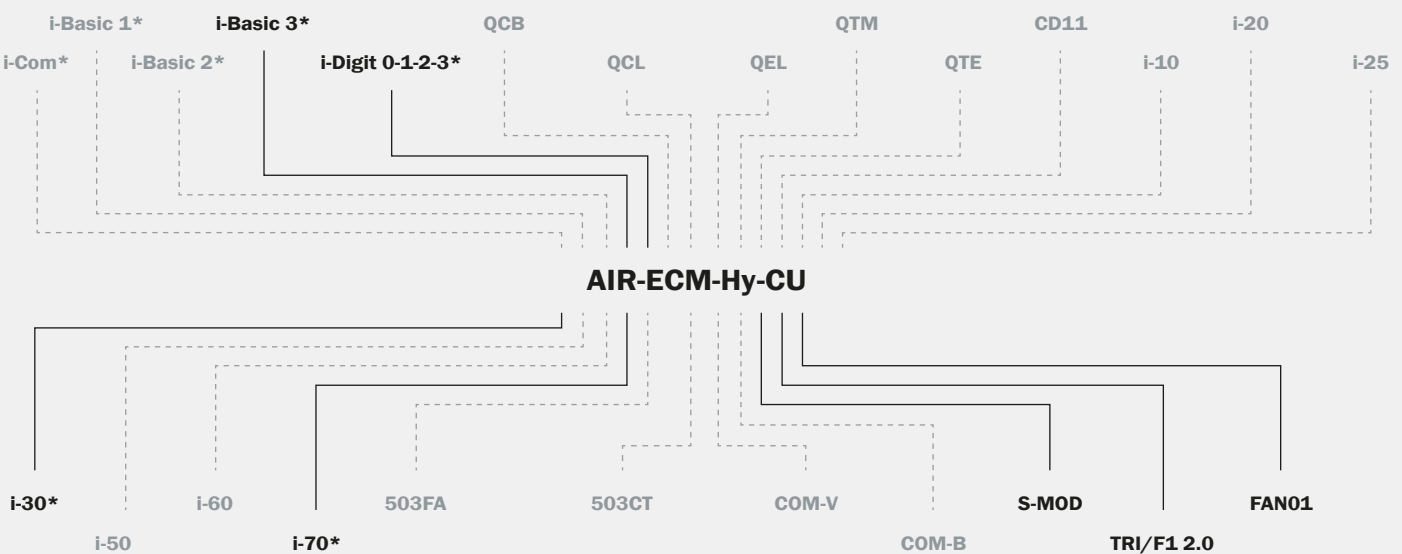 i-Basic 1* i-Basic 3* QCB QTM CD11 i-20
i-Com* i-Basic 2* i-Digit 0-1-2-3* QCL QEL QTE i-10 i-25
AIR-ECM-Hy-CU
i-30* i-60 503FA 503CT COM-V S-MOD FAN01
i-50 i-70* COM-B TRI/F1 2.0